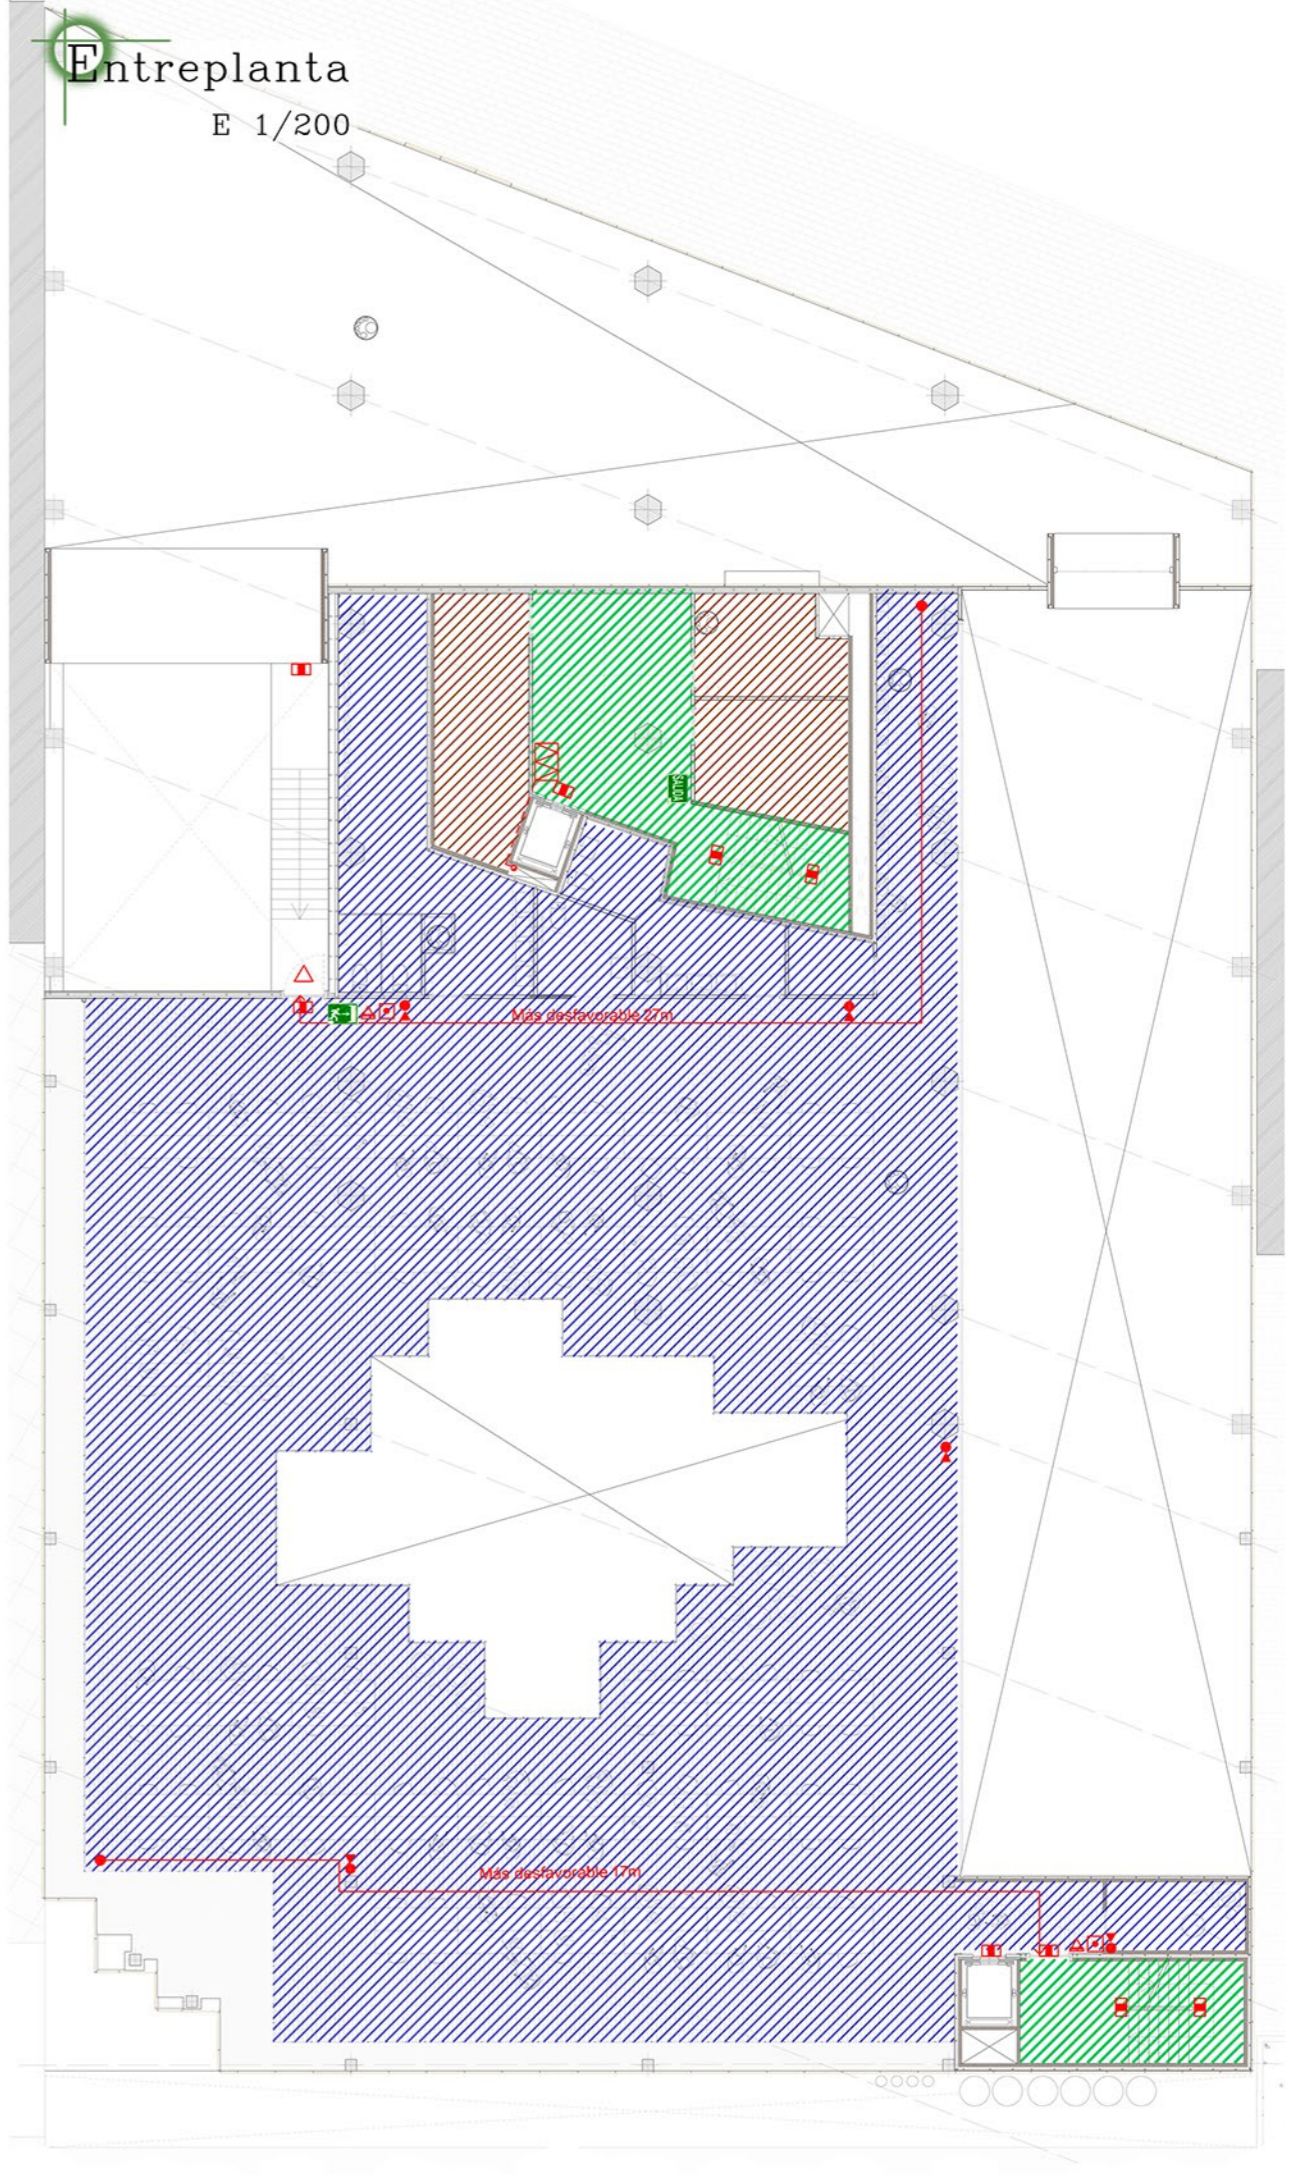 Entreplanta
E 1/200
SALIDA
Más desfavorable 27m
Más desfavorable 17m